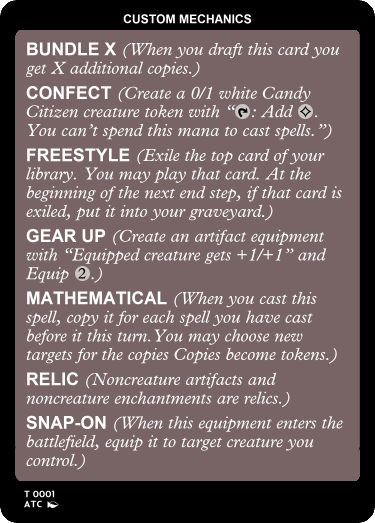 CUSTOM MECHANICS
BUNDLE X (When you draft this card you
get X additional copies.)
CONFECT (Create a 0/1 white Candy
Citizen creature token with “: Add .
You can’t spend this mana to cast spells.”)
FREESTYLE (Exile the top card of your
library. You may play that card. At the
beginning of the next end step, if that card is
exiled, put it into your graveyard.)
GEAR UP (Create an artifact equipment
with “Equipped creature gets +1/+1” and
Equip 2.)
MATHEMATICAL (When you cast this
spell, copy it for each spell you have cast
before it this turn.You may choose new
targets for the copies Copies become tokens.)
RELIC (Noncreature artifacts and
noncreature enchantments are relics.)
SNAP-ON (When this equipment enters the
battlefield, equip it to target creature you
control.)
T 0001
ATC